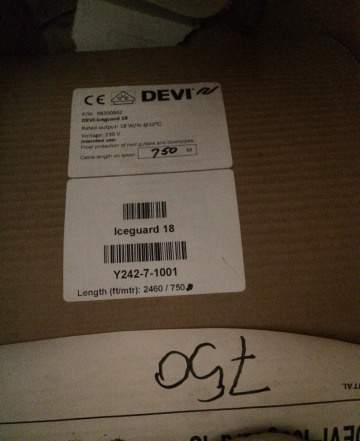 CE DEVI
P/N: 98300862
DEVI-Iceguard 18
Rated output: 18 W/m @10°C
Voltage: 230 V
Intended use:
Frost protection of roof gutters and downpipes
Cable length on spool: 750 M
Iceguard 18
Y242-7-1001
Length (ft/mtr): 2460 / 750
750